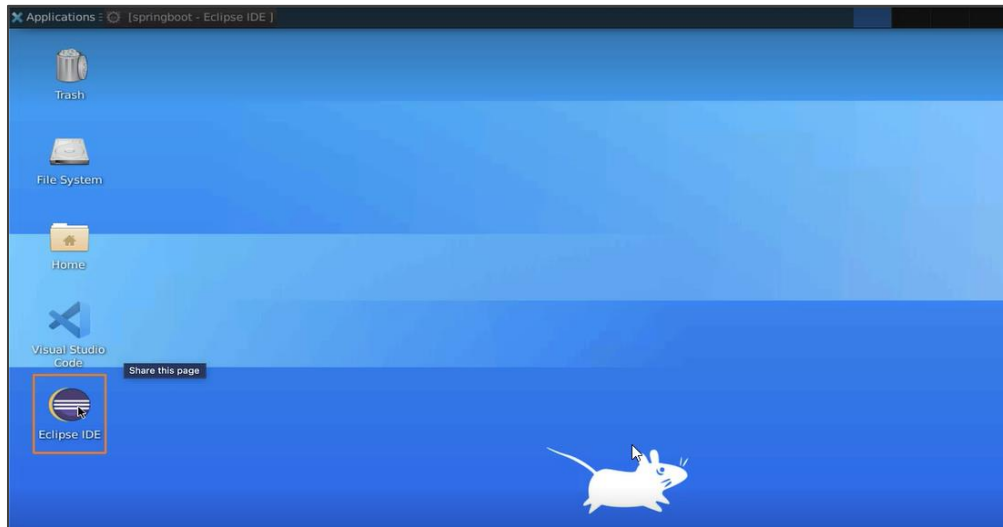 Applications : [springboot - Eclipse IDE ]
Trash
File System
Home
Visual Studio
Code
Share this page
Eclipse IDE